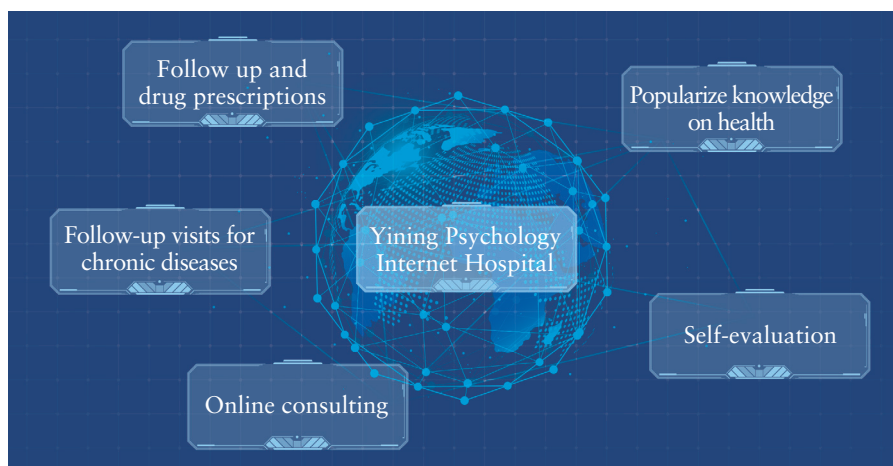 Follow up and
drug prescriptions
Popularize knowledge
on health
Follow-up visits for
chronic diseases
Yining Psychology
Internet Hospital
Self-evaluation
Online consulting